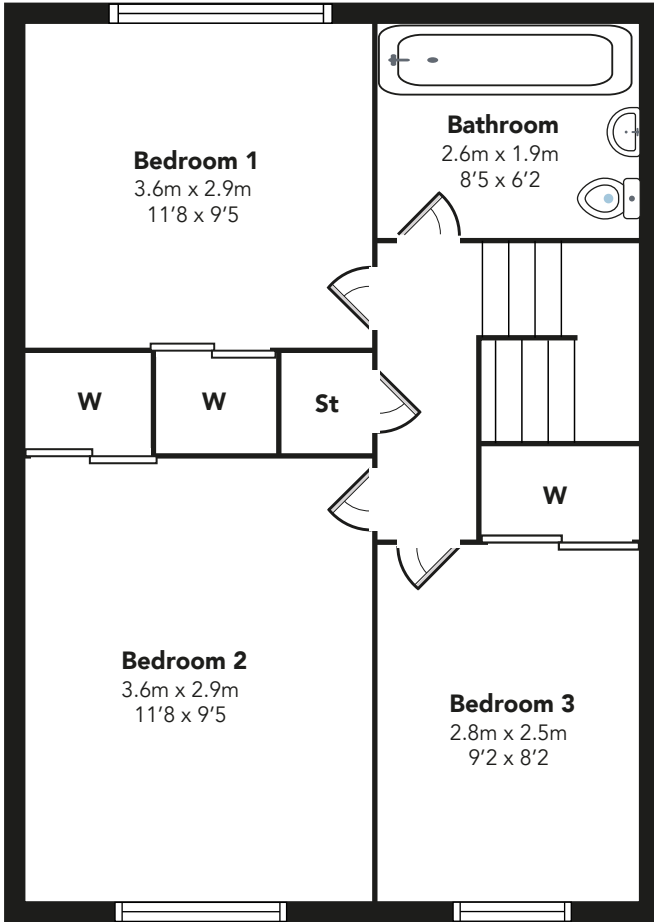 Bathroom
2.6m x 1.9m
8'5 x 6'2
Bedroom 1
3.6m x 2.9m
11'8 x 9'5
W
W
St
W
Bedroom 2
3.6m x 2.9m
11'8 x 9'5
Bedroom 3
2.8m x 2.5m
9'2 x 8'2